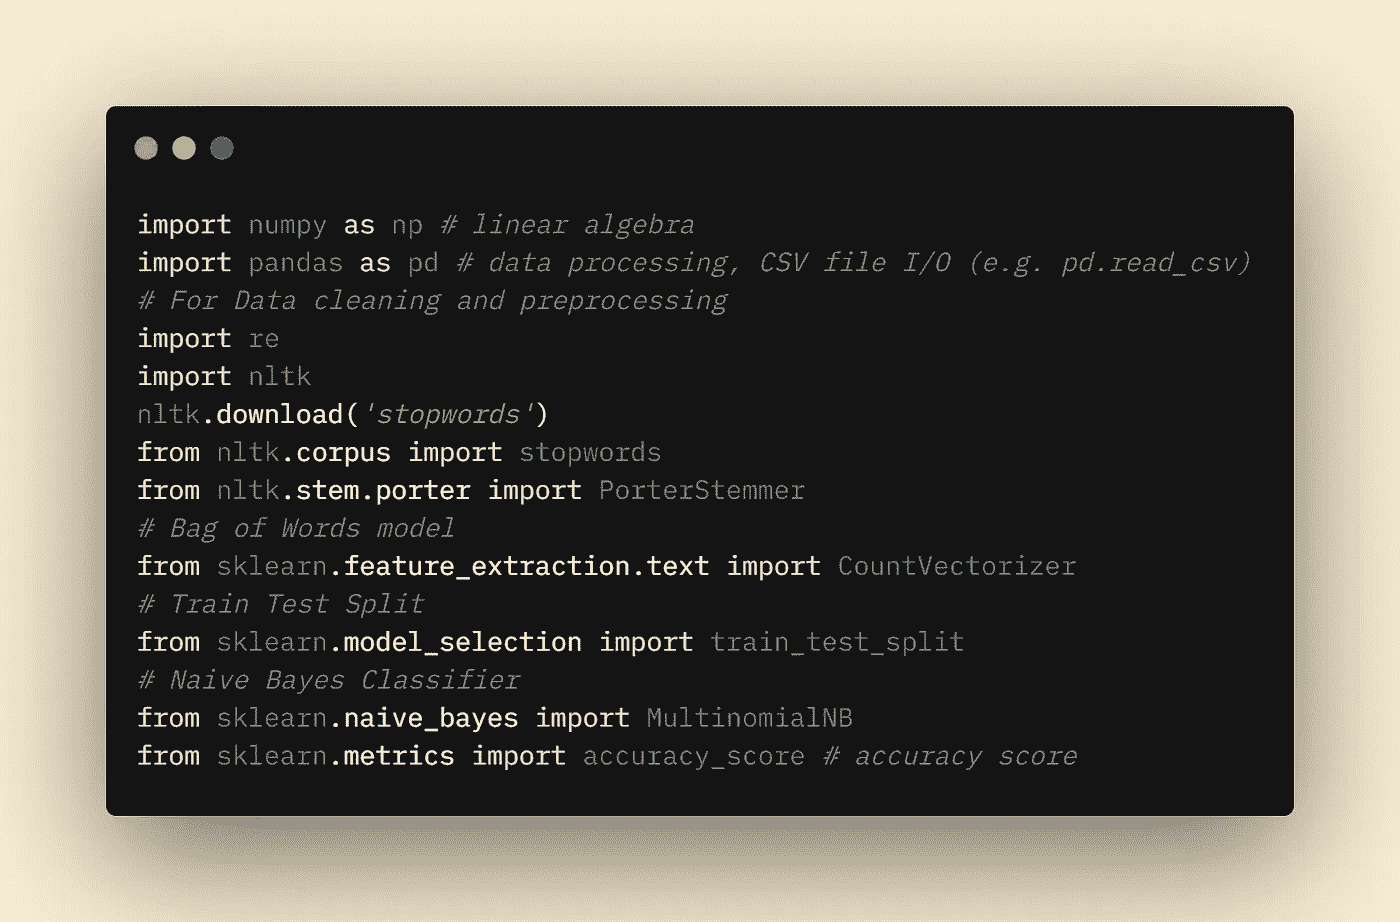 import numpy as np # linear algebra
import pandas as pd # data processing, CSV file I/O (e.g. pd.read_csv)
# For Data cleaning and preprocessing
import re
import nltk
nltk.download('stopwords')
from nltk.corpus import stopwords
from nltk.stem.porter import PorterStemmer
# Bag of Words model
from sklearn.feature_extraction.text import CountVectorizer
# Train Test Split
from sklearn.model_selection import train_test_split
# Naive Bayes Classifier
from sklearn.naive_bayes import MultinomialNB
from sklearn.metrics import accuracy_score # accuracy score